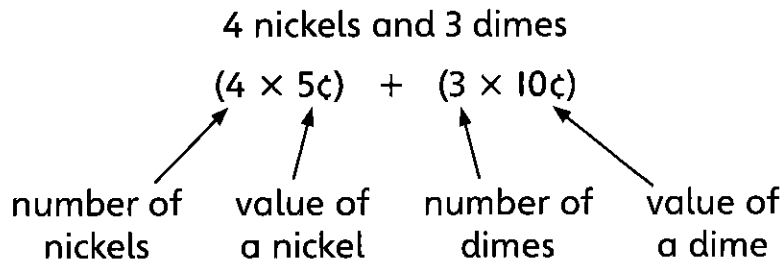 4 nickels and 3 dimes
(4 × 5¢) + (3 × 10¢)
number of value of number of value of
nickels a nickel dimes a dime